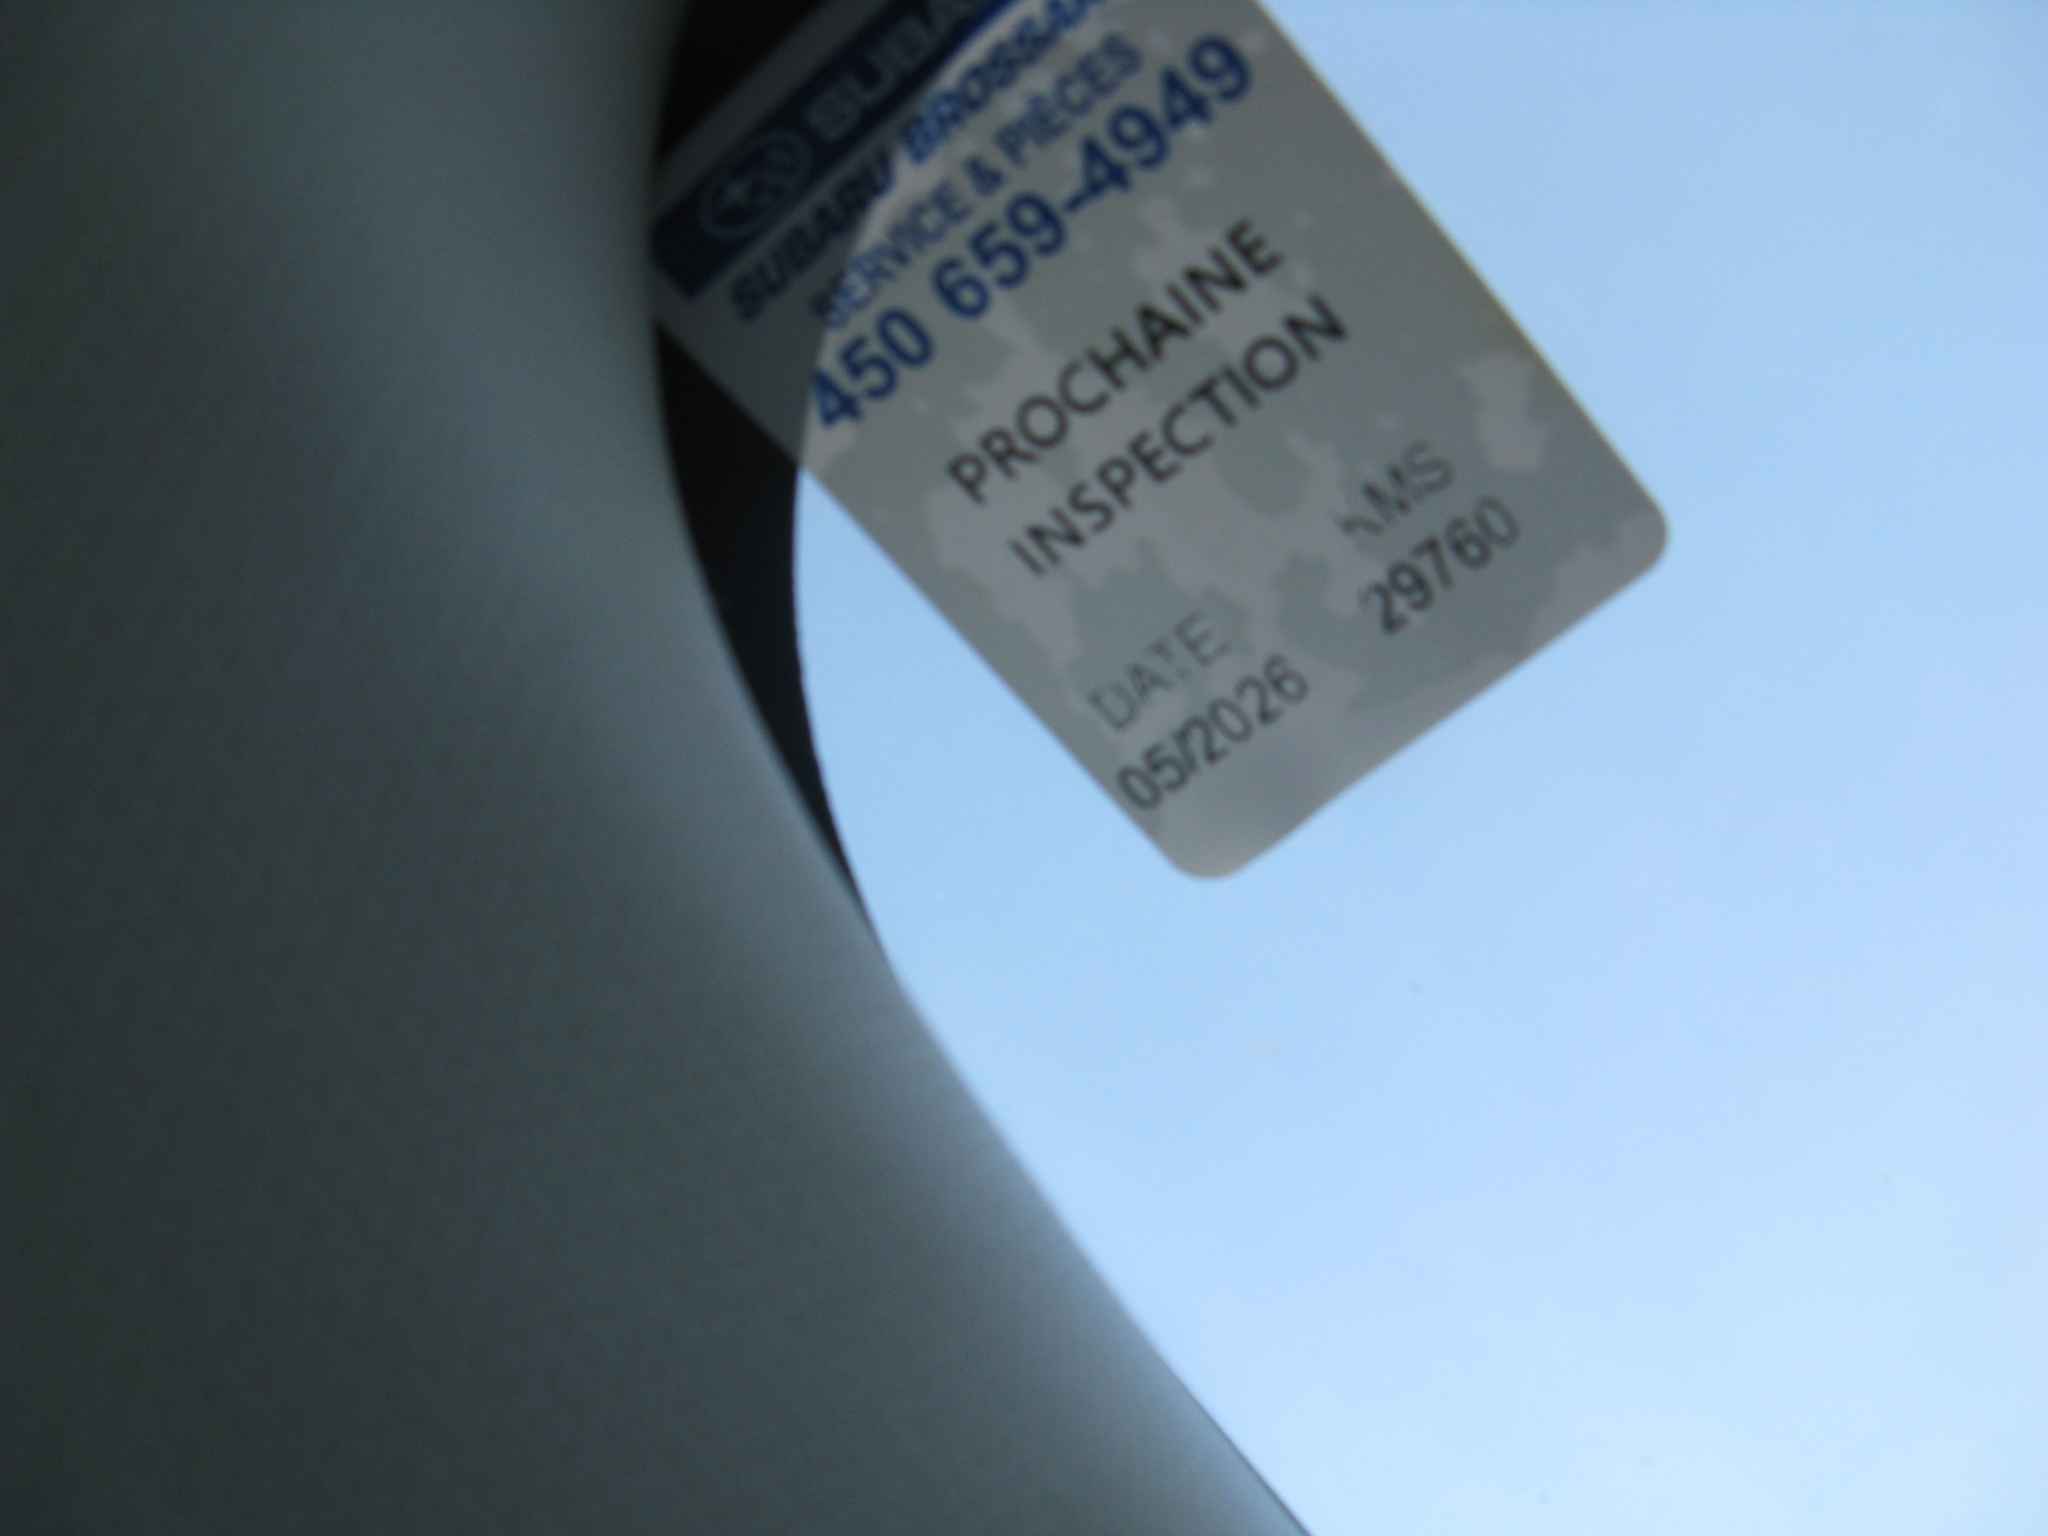 SUBARU
SERVICE & PIÈCES
450 659-4949
PROCHAINE
INSPECTION
KMS
29760
DATE
05/2026